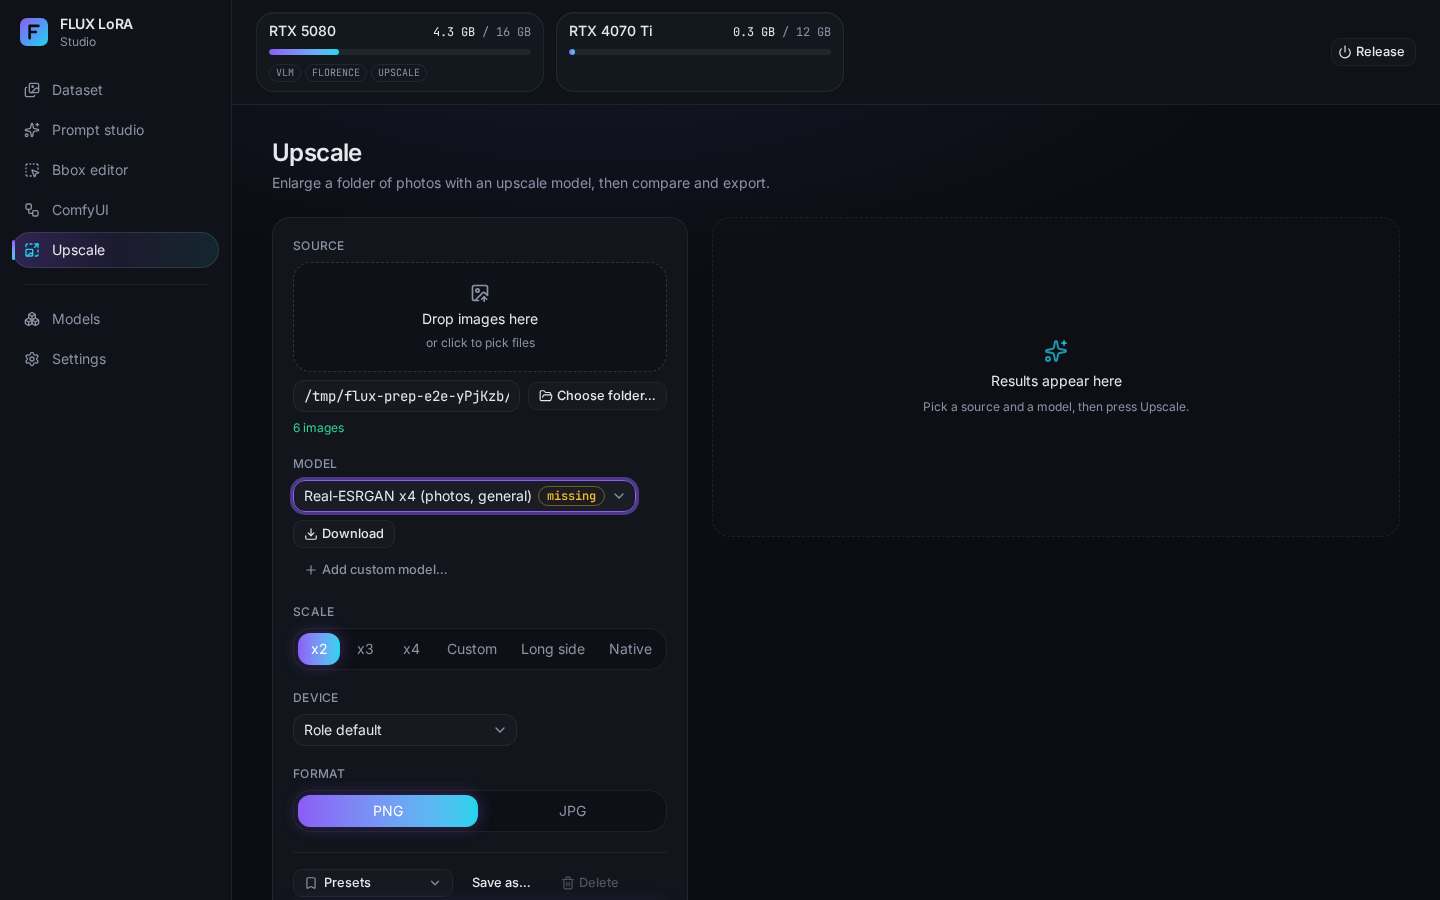 FLUX LoRA
Studio
Dataset
Prompt studio
Bbox editor
ComfyUI
Upscale
Models
Settings
RTX 5080
4.3 GB / 16 GB
VLM
FLORENCE
UPSCALE
RTX 4070 Ti
0.3 GB / 12 GB
Release
Upscale
Enlarge a folder of photos with an upscale model, then compare and export.
SOURCE
Drop images here
or click to pick files
/tmp/flux-prep-e2e-yPjKzb/
Choose folder...
6 images
MODEL
Real-ESRGAN x4 (photos, general) missing
Download
Add custom model...
SCALE
x2 x3 x4 Custom Long side Native
DEVICE
Role default
FORMAT
PNG JPG
Presets Save as... Delete
Results appear here
Pick a source and a model, then press Upscale.